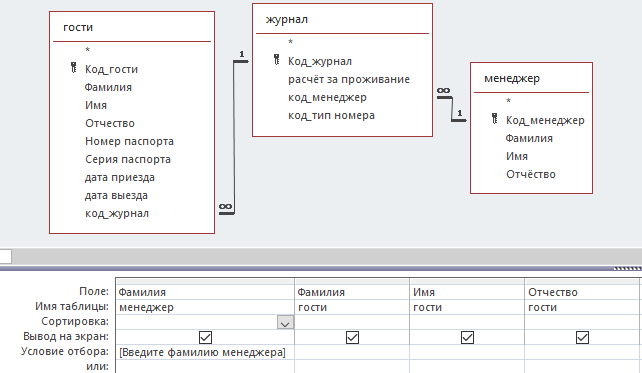 гости
*
Код_гости
Фамилия
Имя
Отчество
Номер паспорта
Серия паспорта
дата приезда
дата выезда
код_журнал
∞
1
журнал
*
Код_журнал
расчёт за проживание
код_менеджер
код_тип номера
∞
1
менеджер
*
Код_менеджер
Фамилия
Имя
Отчёство
Поле: Фамилия Фамилия Имя Отчество
Имя таблицы: менеджер гости гости гости
Сортировка:
Вывод на экран:
Условие отбора: [Введите фамилию менеджера]
или: